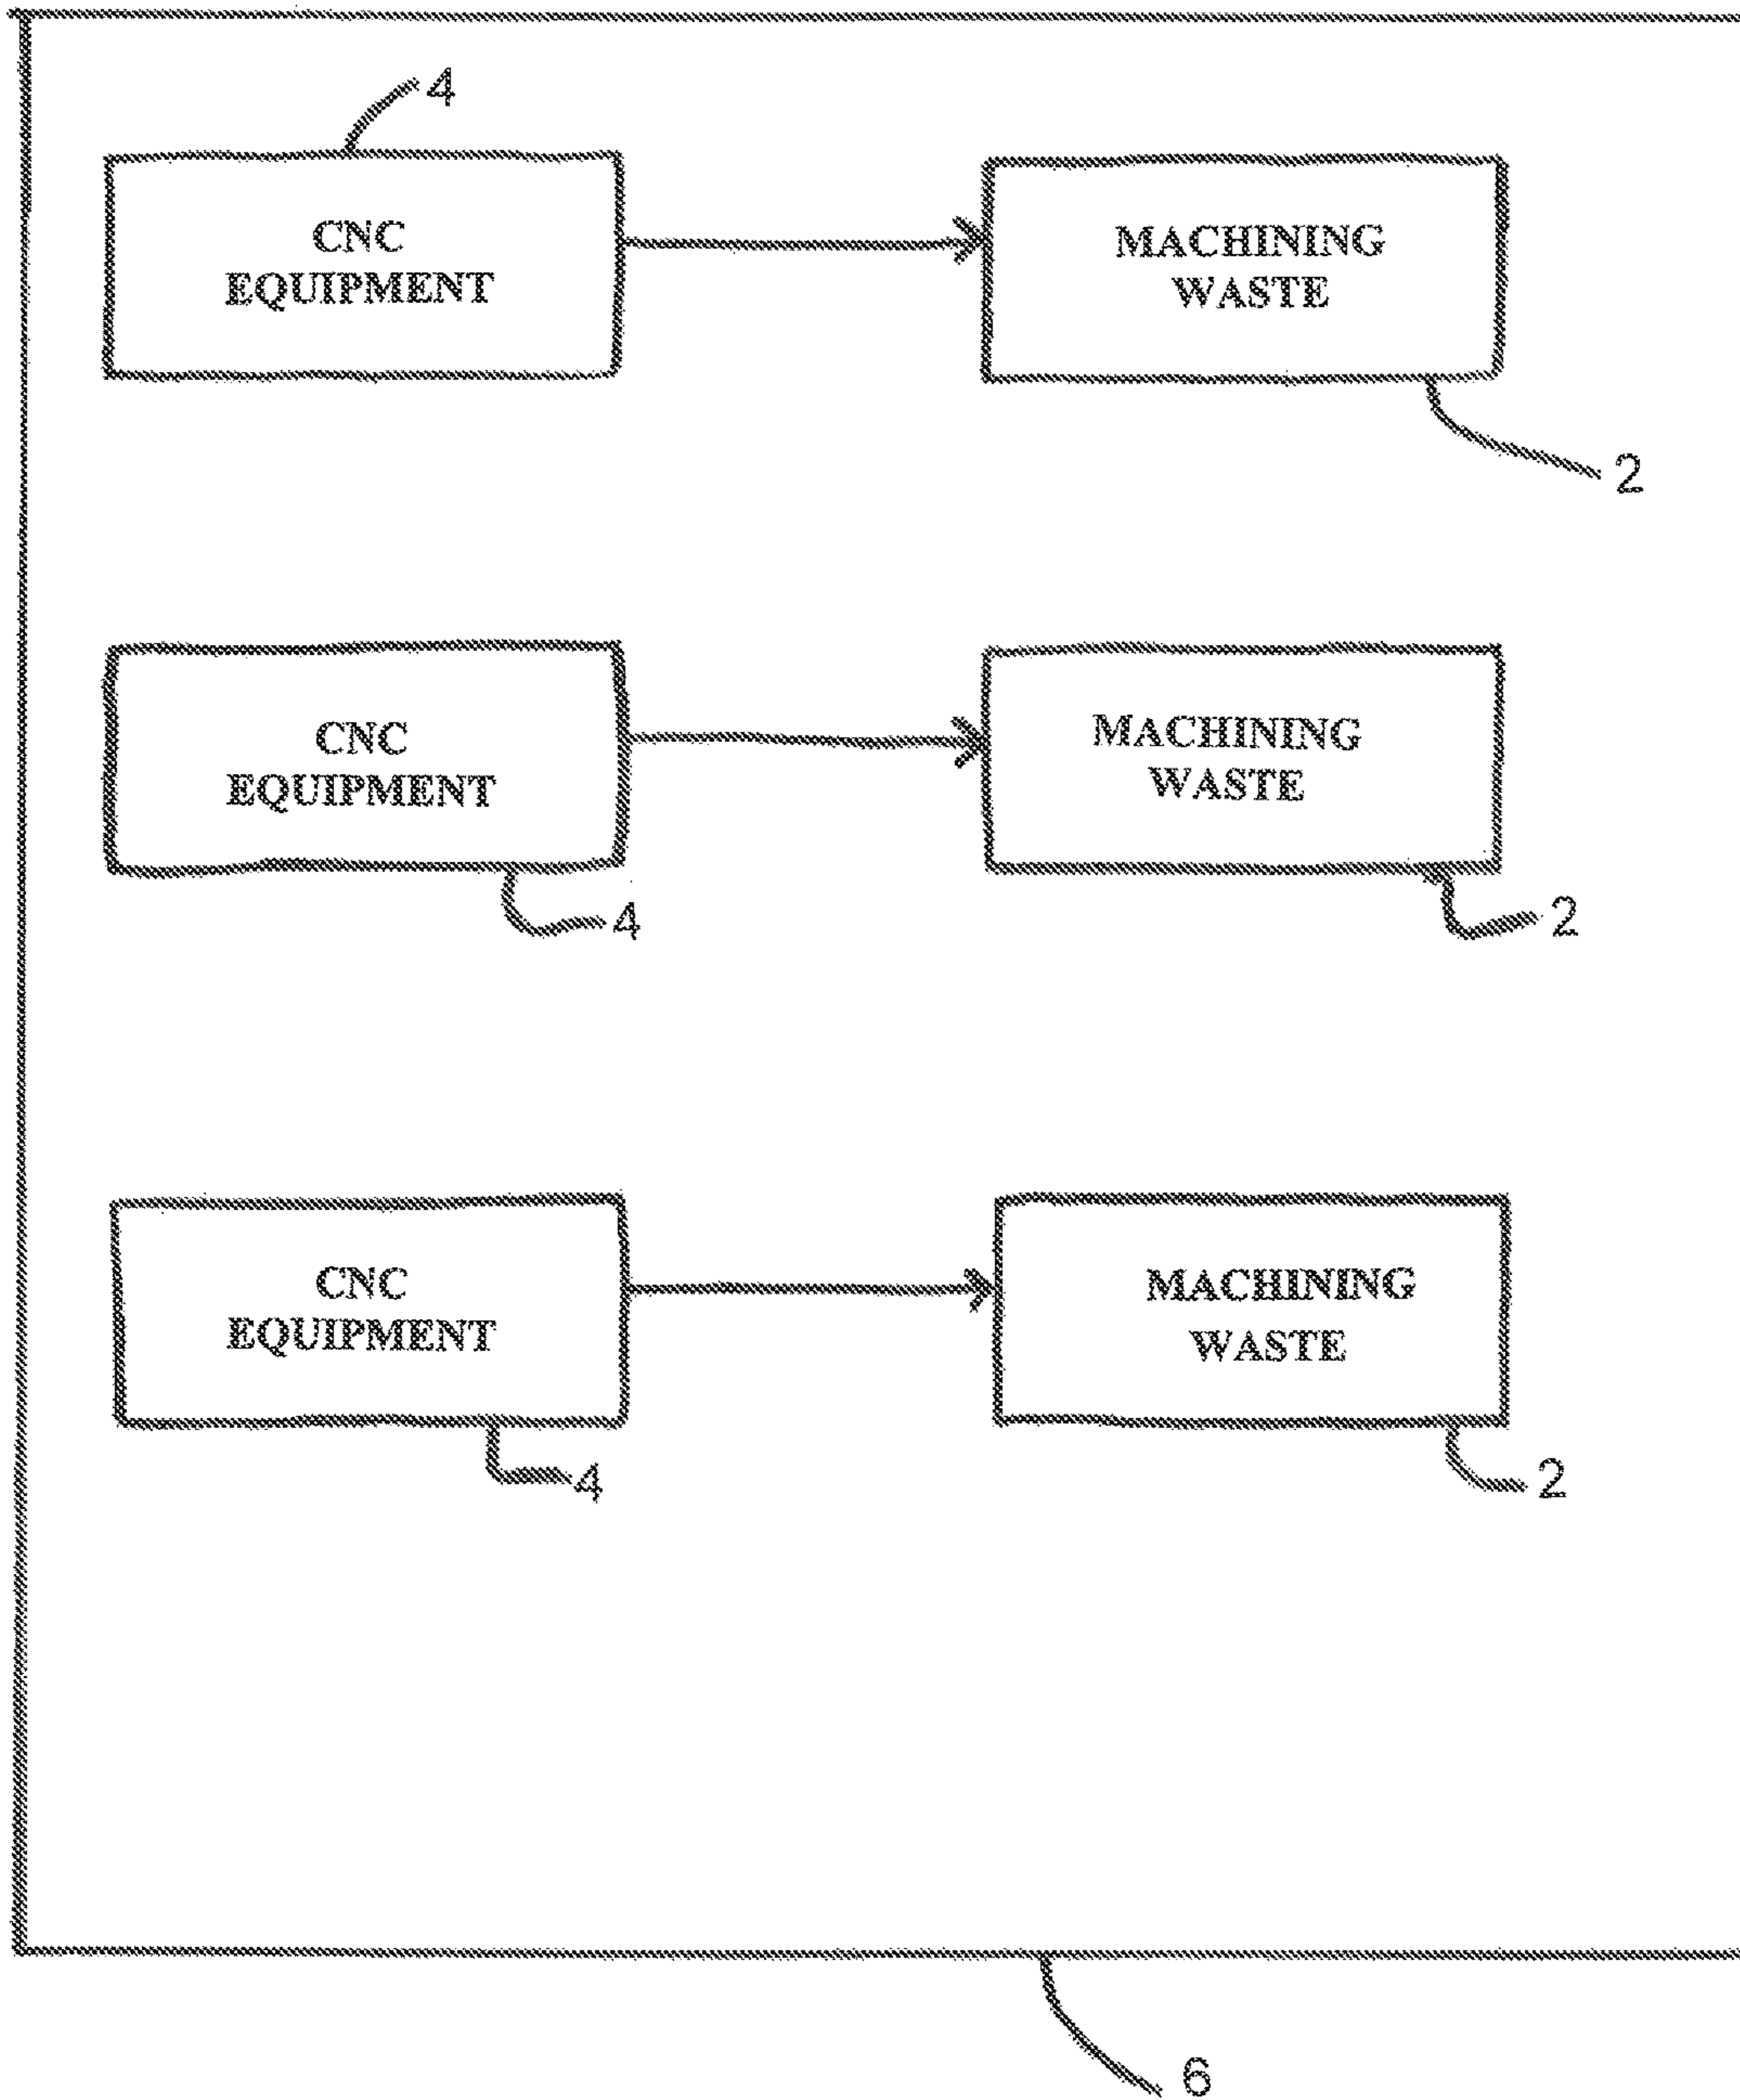 4
CNC
EQUIPMENT
MACHINING
WASTE
2
CNC
EQUIPMENT
MACHINING
WASTE
4
2
CNC
EQUIPMENT
MACHINING
WASTE
4
2
6